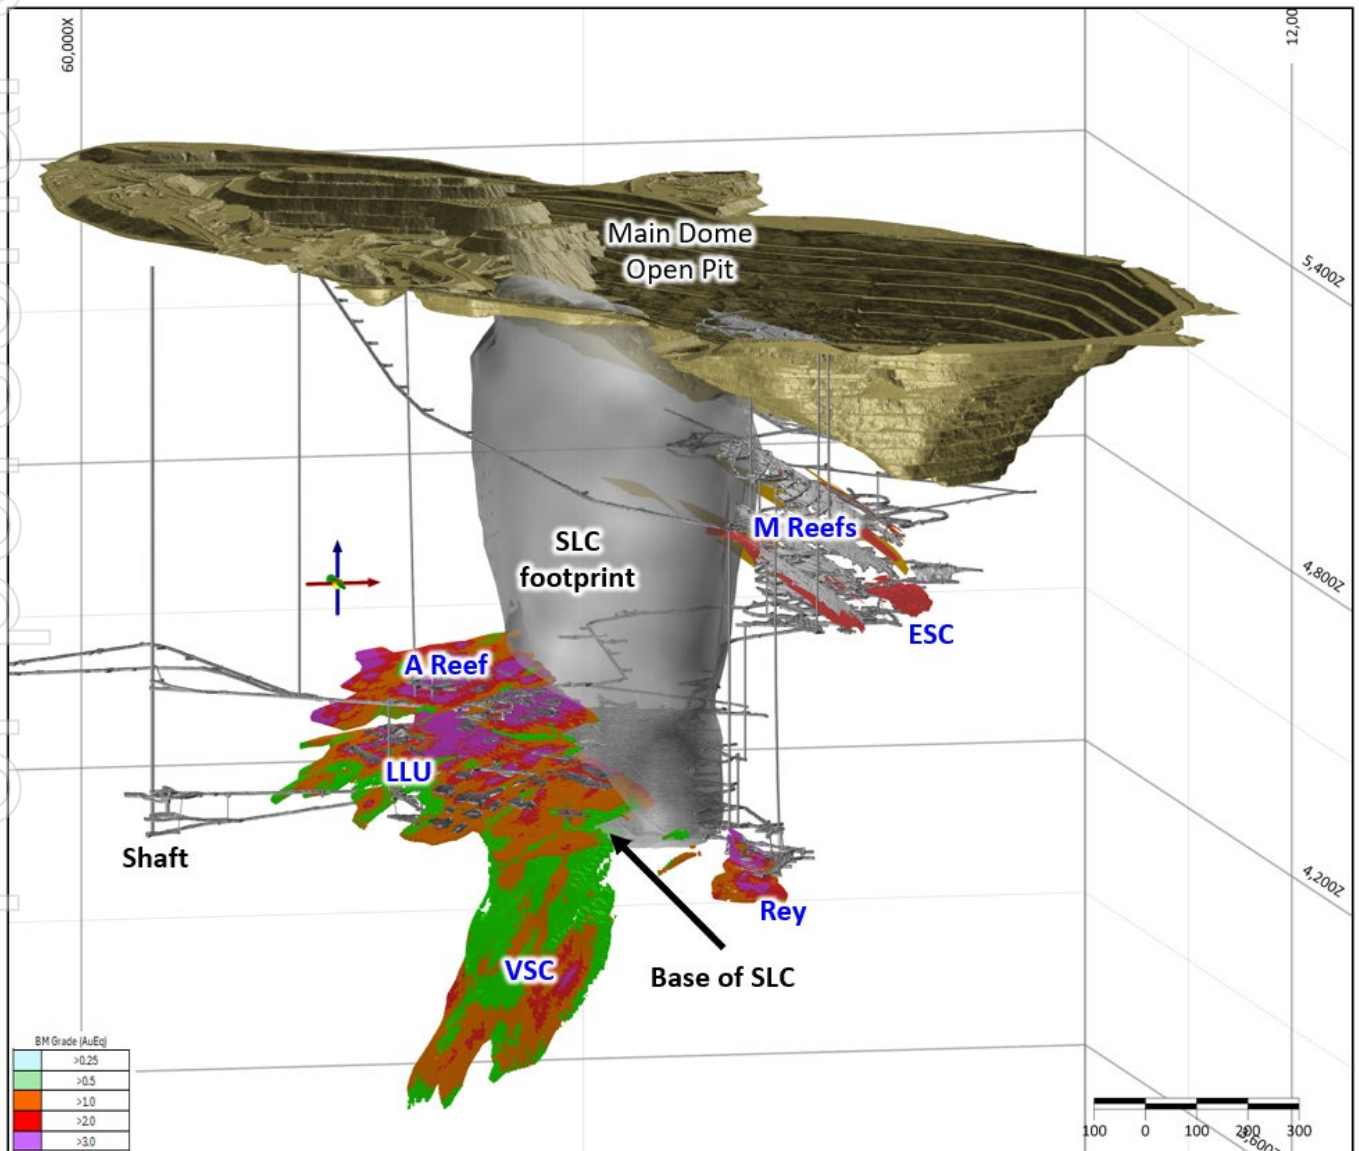 60,000X
12,00
Main Dome
Open Pit
5,400Z
M Reefs
SLC
footprint
4,800Z
ESC
A Reef
LLU
Shaft
4,200Z
Rey
VSC
Base of SLC
BM Grade (AuEq)
>0.25
>0.5
>1.0
>2.0
>3.0
100 0 100 200 300
3,600Z